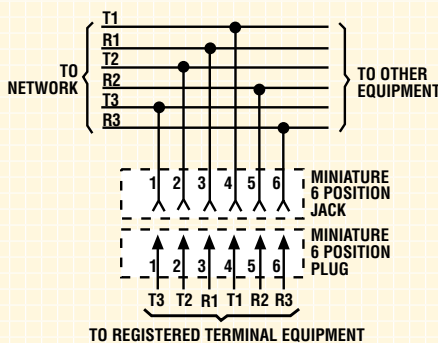 T1
R1
T2
R2
T3
R3
TO
NETWORK
TO OTHER
EQUIPMENT
1 2 3 4 5 6
MINIATURE
6 POSITION
JACK
MINIATURE
6 POSITION
PLUG
1 2 3 4 5 6
T3 T2 R1 T1 R2 R3
TO REGISTERED TERMINAL EQUIPMENT